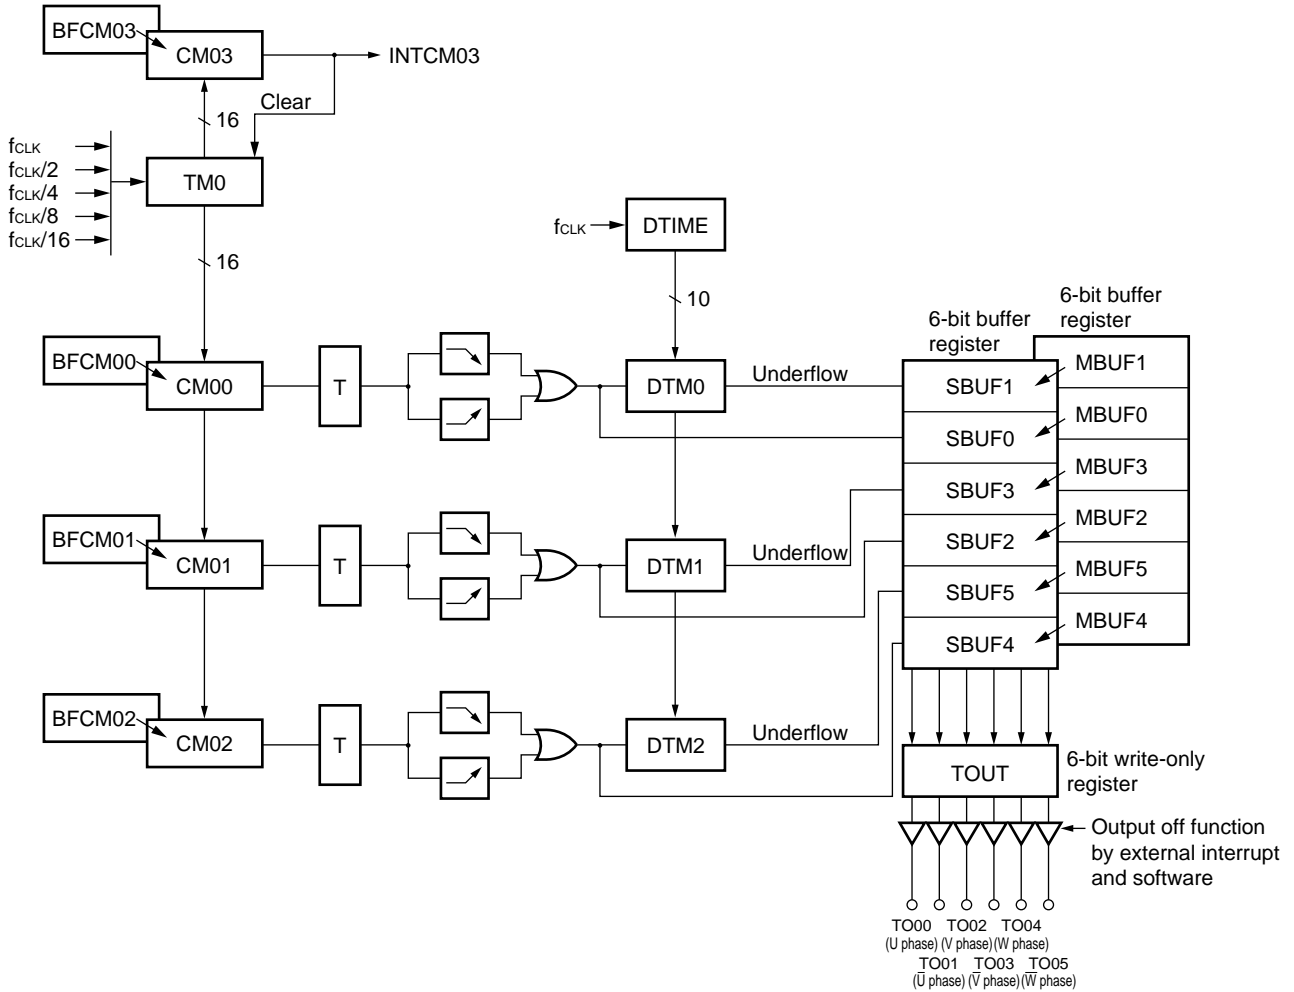 BFCM03
CM03
INTCM03
Clear
16
fCLK
fCLK/2
fCLK/4
fCLK/8
fCLK/16
TM0
16
fCLK
DTIME
10
6-bit buffer
register
6-bit buffer
register
BFCM00
CM00
T
DTM0
Underflow
SBUF1
MBUF1
SBUF0
MBUF0
SBUF3
MBUF3
BFCM01
CM01
T
DTM1
Underflow
SBUF2
MBUF2
SBUF5
MBUF5
SBUF4
MBUF4
BFCM02
CM02
T
DTM2
Underflow
TOUT
6-bit write-only
register
Output off function
by external interrupt
and software
TO00
(U phase)
TO02
(V phase)
TO04
(W phase)
TO01
(U̅ phase)
TO03
(V̅ phase)
TO05
(W̅ phase)